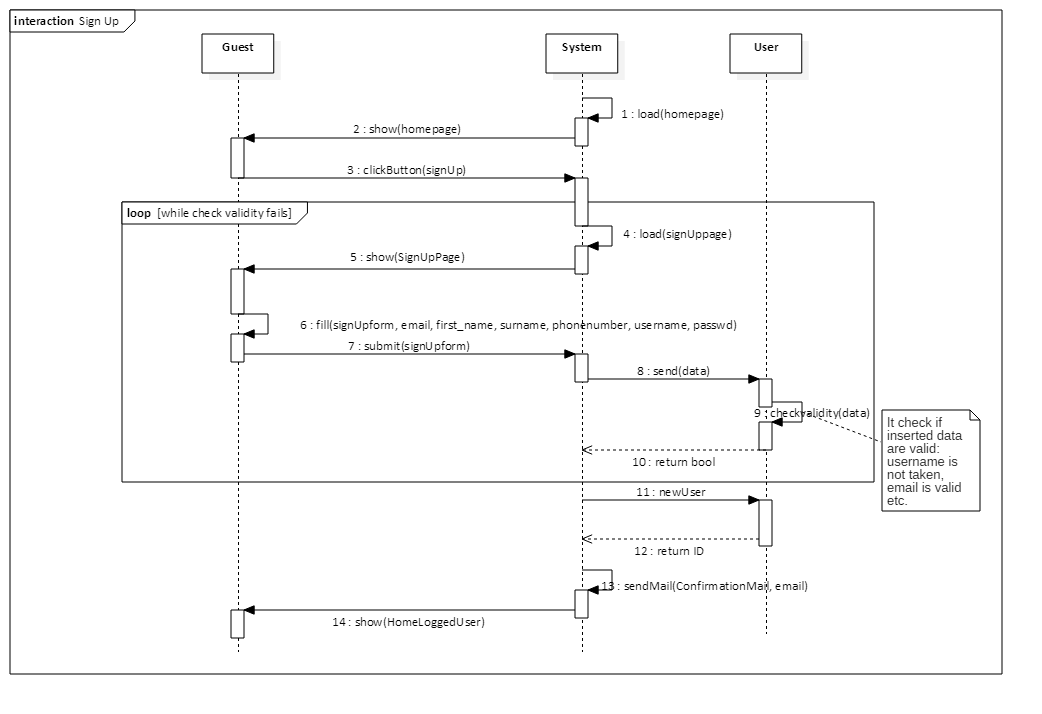 interaction Sign Up
Guest
System
User
1 : load(homepage)
2 : show(homepage)
3 : clickButton(signUp)
loop [while check validity fails]
4 : load(signUppage)
5 : show(SignUpPage)
6 : fill(signUpform, email, first_name, surname, phonenumber, username, passwd)
7 : submit(signUpform)
8 : send(data)
9 : checkvalidity(data)
It check if
inserted data
are valid:
username is
not taken,
email is valid
etc.
10 : return bool
11 : newUser
12 : return ID
13 : sendMail(ConfirmationMail, email)
14 : show(HomeLoggedUser)